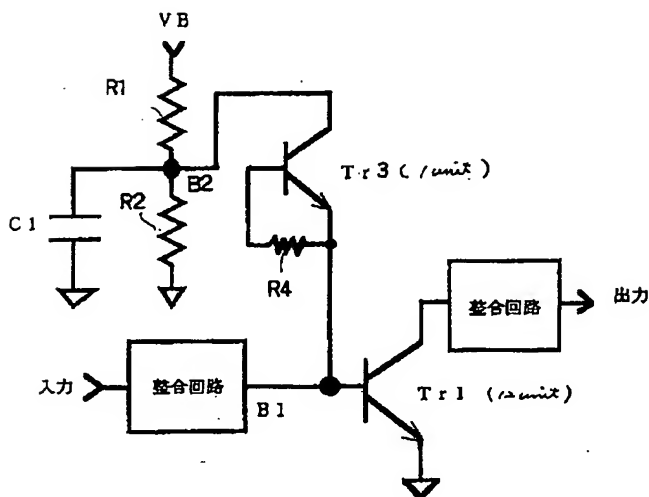 VB
R1
B2
Tr3 (1unit)
C1
R2
R4
整合回路
出力
入力
整合回路
B1
Tr1 (12unit)